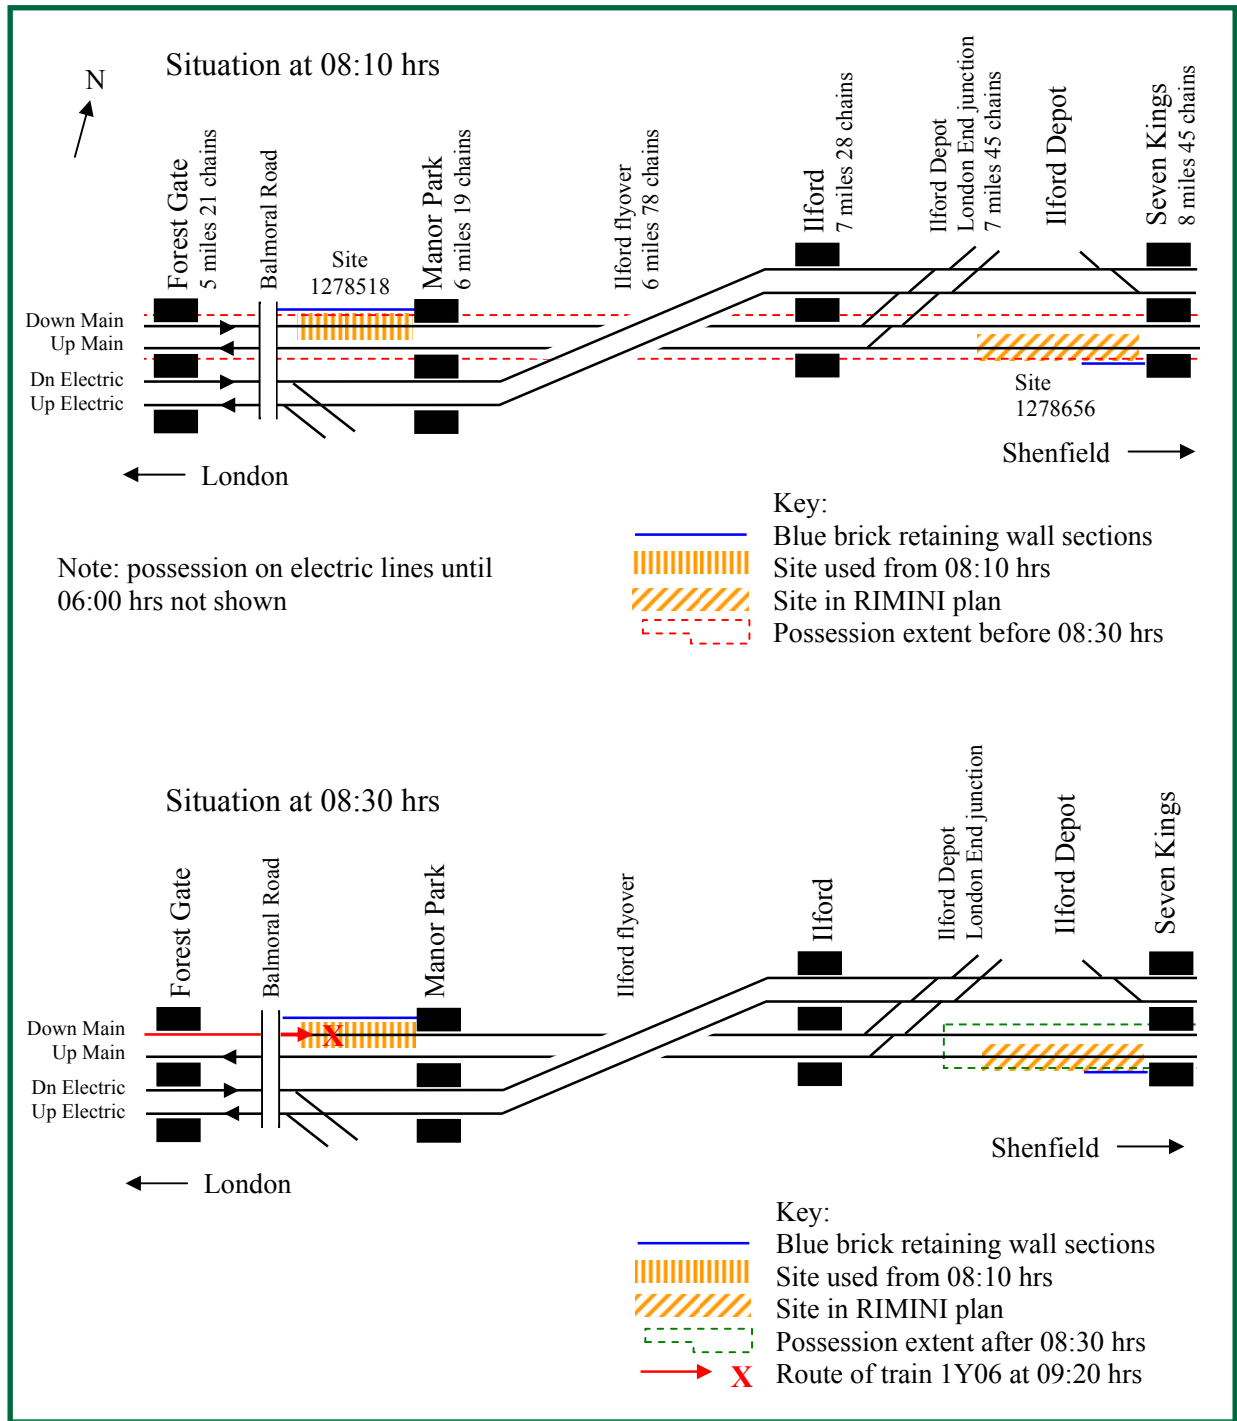 Situation at 08:10 hrs
N
Forest Gate
5 miles 21 chains
Balmoral Road
Site
1278518
Manor Park
6 miles 19 chains
Ilford flyover
6 miles 78 chains
Ilford
7 miles 28 chains
Ilford Depot
London End junction
7 miles 45 chains
Ilford Depot
Seven Kings
8 miles 45 chains
Down Main
Up Main
Dn Electric
Up Electric
Site
1278656
London
Shenfield
Note: possession on electric lines until
06:00 hrs not shown
Key:
Blue brick retaining wall sections
Site used from 08:10 hrs
Site in RIMINI plan
Possession extent before 08:30 hrs
Situation at 08:30 hrs
Forest Gate
Balmoral Road
Manor Park
Ilford flyover
Ilford
Ilford Depot
London End junction
Ilford Depot
Seven Kings
Down Main
Up Main
Dn Electric
Up Electric
X
London
Shenfield
Key:
Blue brick retaining wall sections
Site used from 08:10 hrs
Site in RIMINI plan
Possession extent after 08:30 hrs
X Route of train 1Y06 at 09:20 hrs